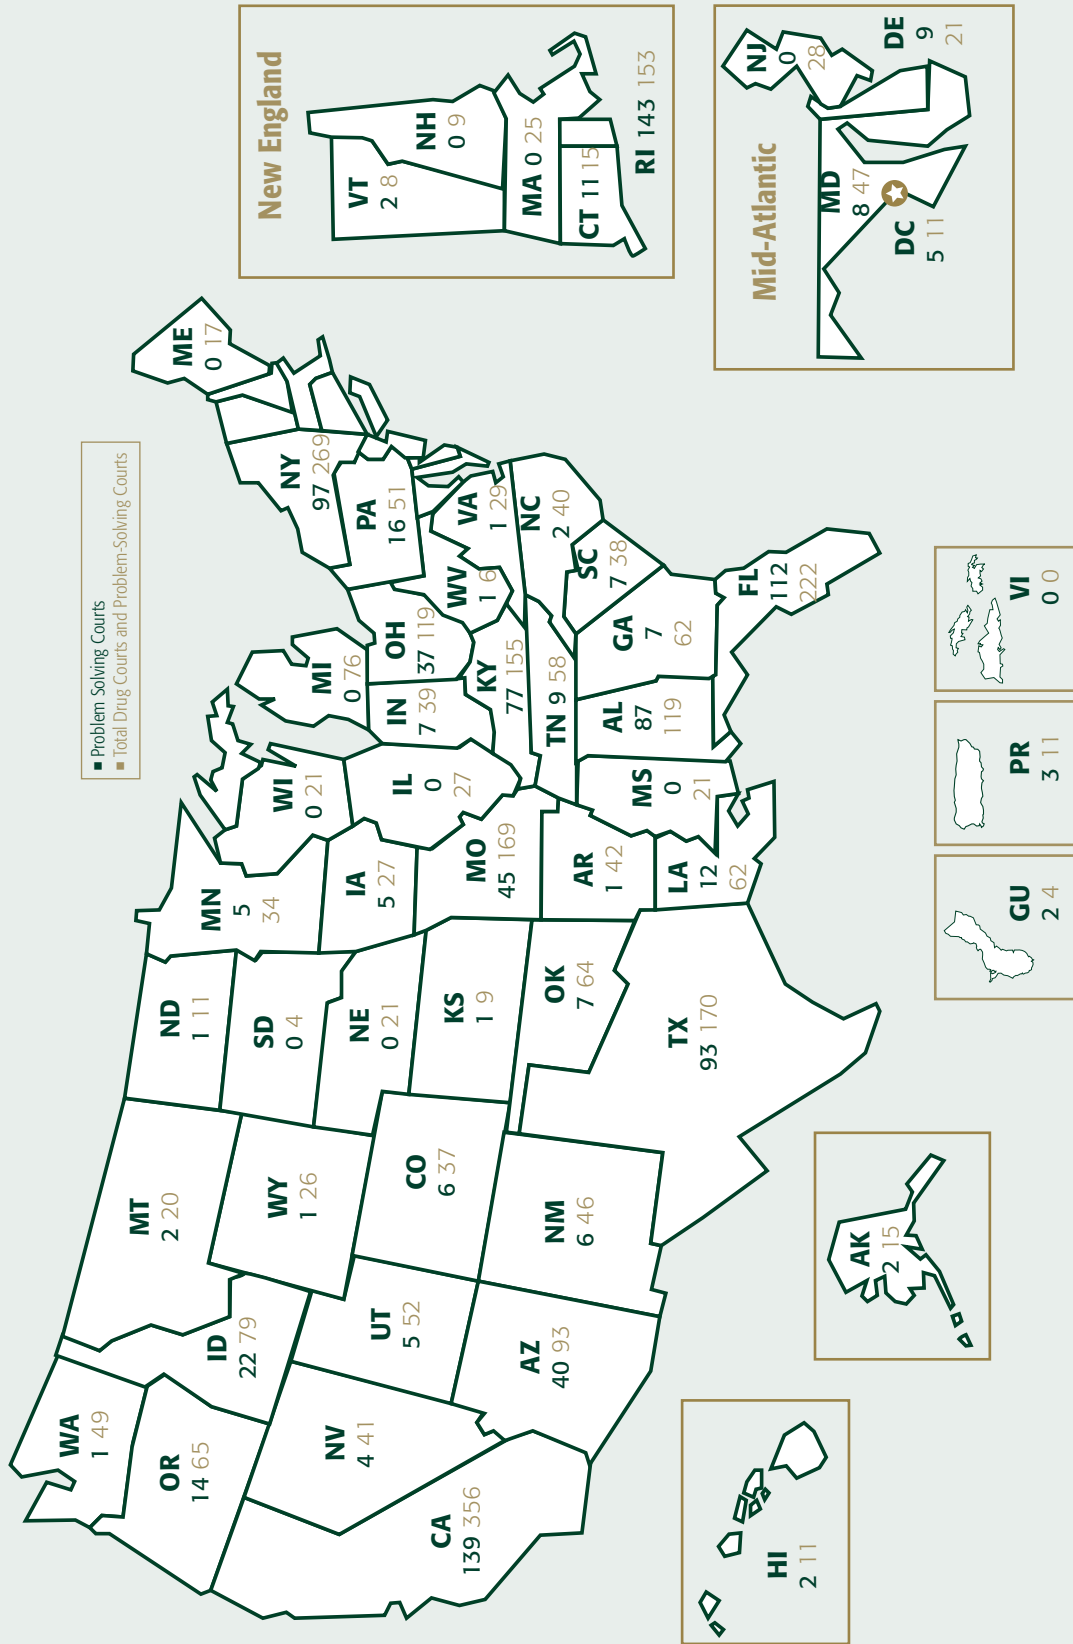 ■ Problem Solving Courts
■ Total Drug Courts and Problem-Solving Courts
WA
1 49
OR
14 65
CA
139 356
NV
4 41
ID
22 79
MT
2 20
WY
1 26
UT
5 52
AZ
40 93
CO
6 37
NM
6 46
ND
1 11
SD
0 4
NE
0 21
KS
1 9
OK
7 64
TX
93 170
MN
5
34
IA
5 27
MO
45 169
AR
1 42
LA
12
62
WI
0 21
IL
0
27
MS
0
21
MI
0 76
IN
7 39
OH
37 119
KY
77 155
TN 9 58
AL
87
119
GA
7
62
FL
112
222
SC
7 38
NC
2 40
VA
1 29
WV
1 6
PA
16 51
NY
97 269
ME
0 17
New England
VT
2 8
NH
0 9
MA 0 25
CT 11 15
RI 143 153
Mid-Atlantic
NJ
0
28
DE
9
21
MD
8 47
DC
5 11
HI
2 11
AK
2 15
GU
2 4
PR
3 11
VI
0 0